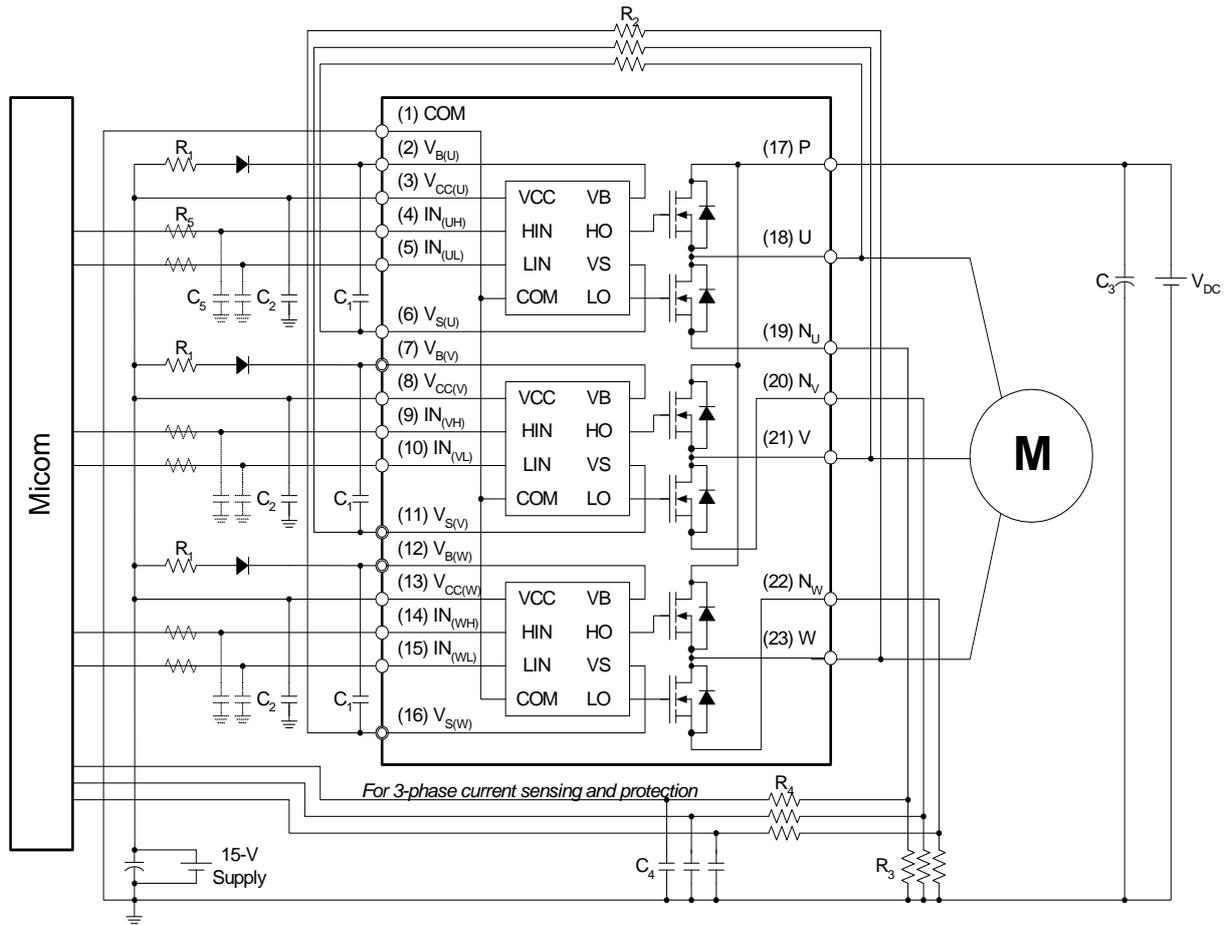 R2
(1) COM
R1
(2) VB(U)
(3) VCC(U)
R5
(4) IN(UH)
(5) IN(UL)
C5
C2
C1
(6) VS(U)
VCC
VB
HIN
HO
LIN
VS
COM
LO
(17) P
(18) U
(19) NU
C3
VDC
R1
(7) VB(V)
(8) VCC(V)
(9) IN(VH)
(10) IN(VL)
C2
C1
(11) VS(V)
VCC
VB
HIN
HO
LIN
VS
COM
LO
(20) NV
(21) V
M
Micom
R1
(12) VB(W)
(13) VCC(W)
(14) IN(WH)
(15) IN(WL)
C2
C1
(16) VS(W)
VCC
VB
HIN
HO
LIN
VS
COM
LO
(22) NW
(23) W
For 3-phase current sensing and protection
R4
15-V
Supply
C4
R3